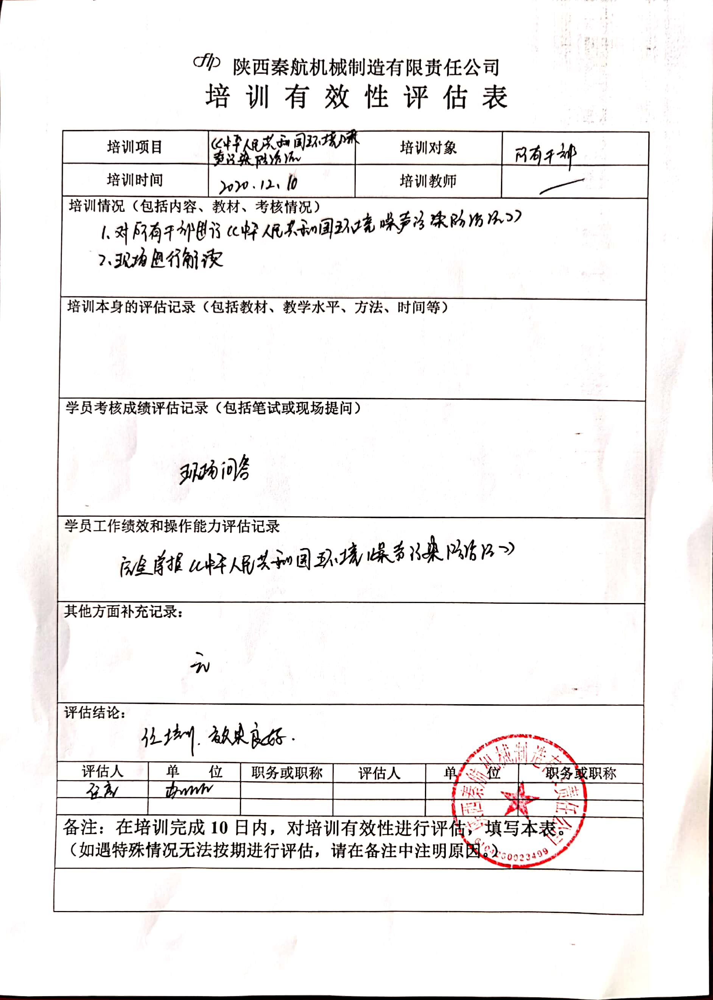 陕西秦航机械制造有限责任公司
培训有效性评估表
培训项目 《中华人民共和国环境噪 培训对象 所有干部
声污染防治法
培训时间 2020.12.10 培训教师
培训情况（包括内容、教材、考核情况）
1、对所有干部进行《中华人民共和国环境噪声污染防治法》
2、现场进行解读
培训本身的评估记录（包括教材、教学水平、方法、时间等）
学员考核成绩评估记录（包括笔试或现场提问）
现场问答
学员工作绩效和操作能力评估记录
完全掌握《中华人民共和国环境噪声污染防治法》
其他方面补充记录：
无
评估结论：
经培训，效果良好．
评估人 单 位 职务或职称 评估人 单 位 职务或职称
备注：在培训完成 10 日内，对培训有效性进行评估，填写本表。
（如遇特殊情况无法按期进行评估，请在备注中注明原因。）
陕西秦航机械制造有限责任公司